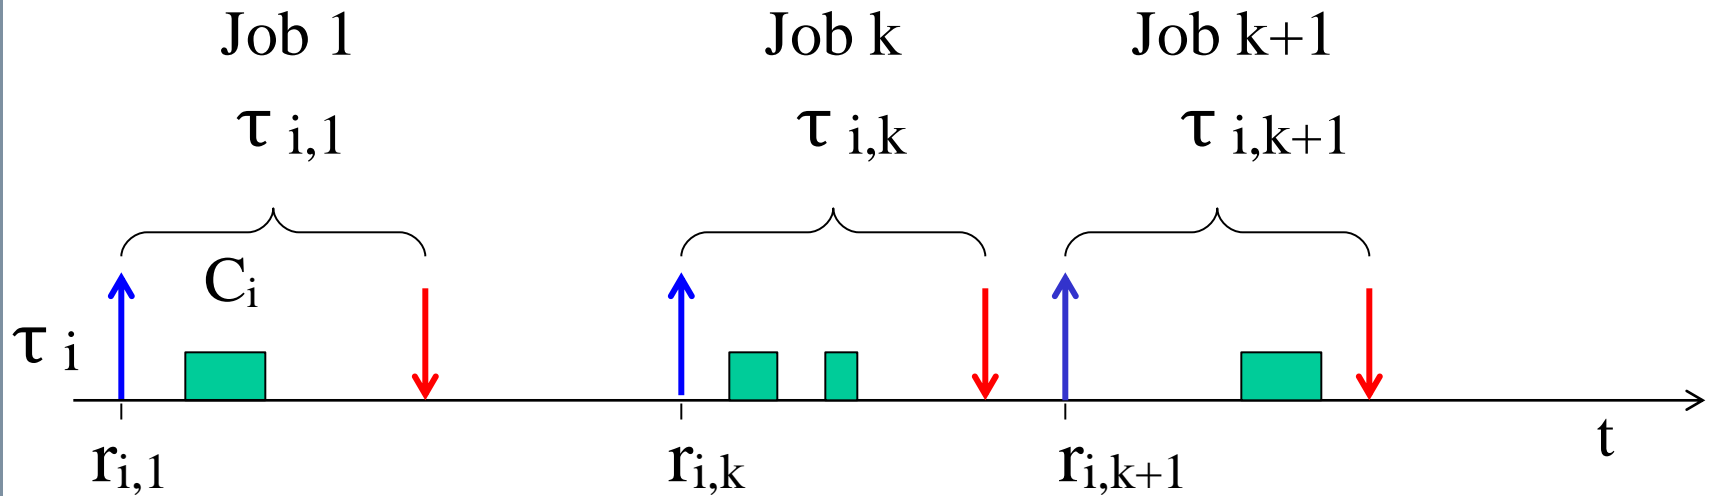 Job 1 Job k Job k+1
τ i,1 τ i,k τ i,k+1
Ci
τ i
t
ri,1 ri,k ri,k+1